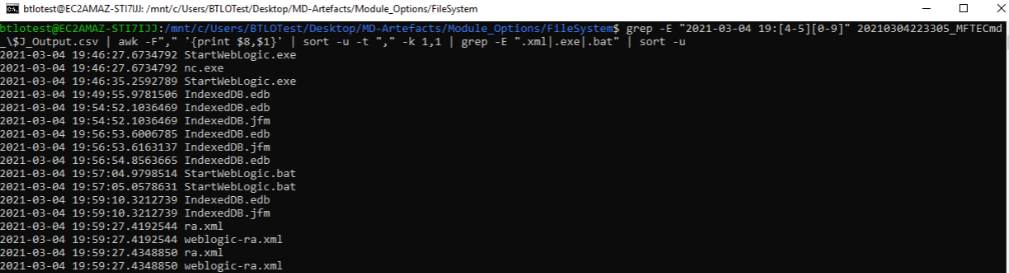 btlotest@EC2AMAZ-STI7IJJ: /mnt/c/Users/BTLOTest/Desktop/MD-Artefacts/Module_Options/FileSystem
btlotest@EC2AMAZ-STI7IJJ:/mnt/c/Users/BTLOTest/Desktop/MD-Artefacts/Module_Options/FileSystem$ grep -E "2021-03-04 19:[4-5][0-9]" 20210304223305_MFTECmd
_\$J_Output.csv | awk -F"," '{print $8,$1}' | sort -u -t "," -k 1,1 | grep -E ".xml|.exe|.bat" | sort -u
2021-03-04 19:46:27.6734792 StartWebLogic.exe
2021-03-04 19:46:27.6734792 nc.exe
2021-03-04 19:46:35.2592789 StartWebLogic.exe
2021-03-04 19:49:55.9781506 IndexedDB.edb
2021-03-04 19:54:52.1036469 IndexedDB.edb
2021-03-04 19:54:52.1036469 IndexedDB.jfm
2021-03-04 19:56:53.6006785 IndexedDB.edb
2021-03-04 19:56:53.6163137 IndexedDB.jfm
2021-03-04 19:56:54.8563665 IndexedDB.edb
2021-03-04 19:57:04.9798514 StartWebLogic.bat
2021-03-04 19:57:05.0578631 StartWebLogic.bat
2021-03-04 19:59:10.3212739 IndexedDB.edb
2021-03-04 19:59:10.3212739 IndexedDB.jfm
2021-03-04 19:59:27.4192544 ra.xml
2021-03-04 19:59:27.4192544 weblogic-ra.xml
2021-03-04 19:59:27.4348850 ra.xml
2021-03-04 19:59:27.4348850 weblogic-ra.xml